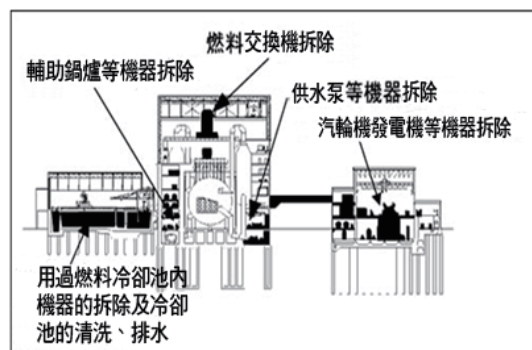 燃料交換機拆除
輔助鍋爐等機器拆除
供水泵等機器拆除
汽輪機發電機等機器拆除
用過燃料冷卻池內
機器的拆除及冷卻
池的清洗、排水